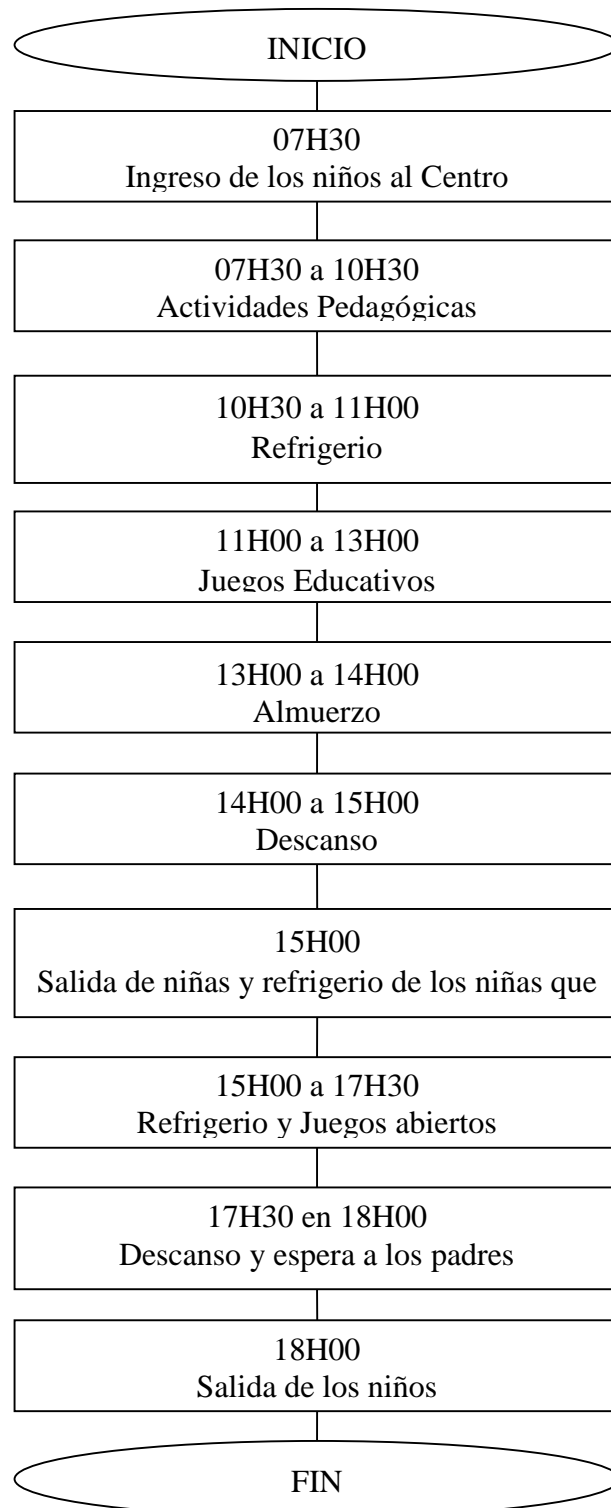 INICIO
07H30
Ingreso de los niños al Centro
07H30 a 10H30
Actividades Pedagógicas
10H30 a 11H00
Refrigerio
11H00 a 13H00
Juegos Educativos
13H00 a 14H00
Almuerzo
14H00 a 15H00
Descanso
15H00
Salida de niñas y refrigerio de los niñas que
15H00 a 17H30
Refrigerio y Juegos abiertos
17H30 en 18H00
Descanso y espera a los padres
18H00
Salida de los niños
FIN